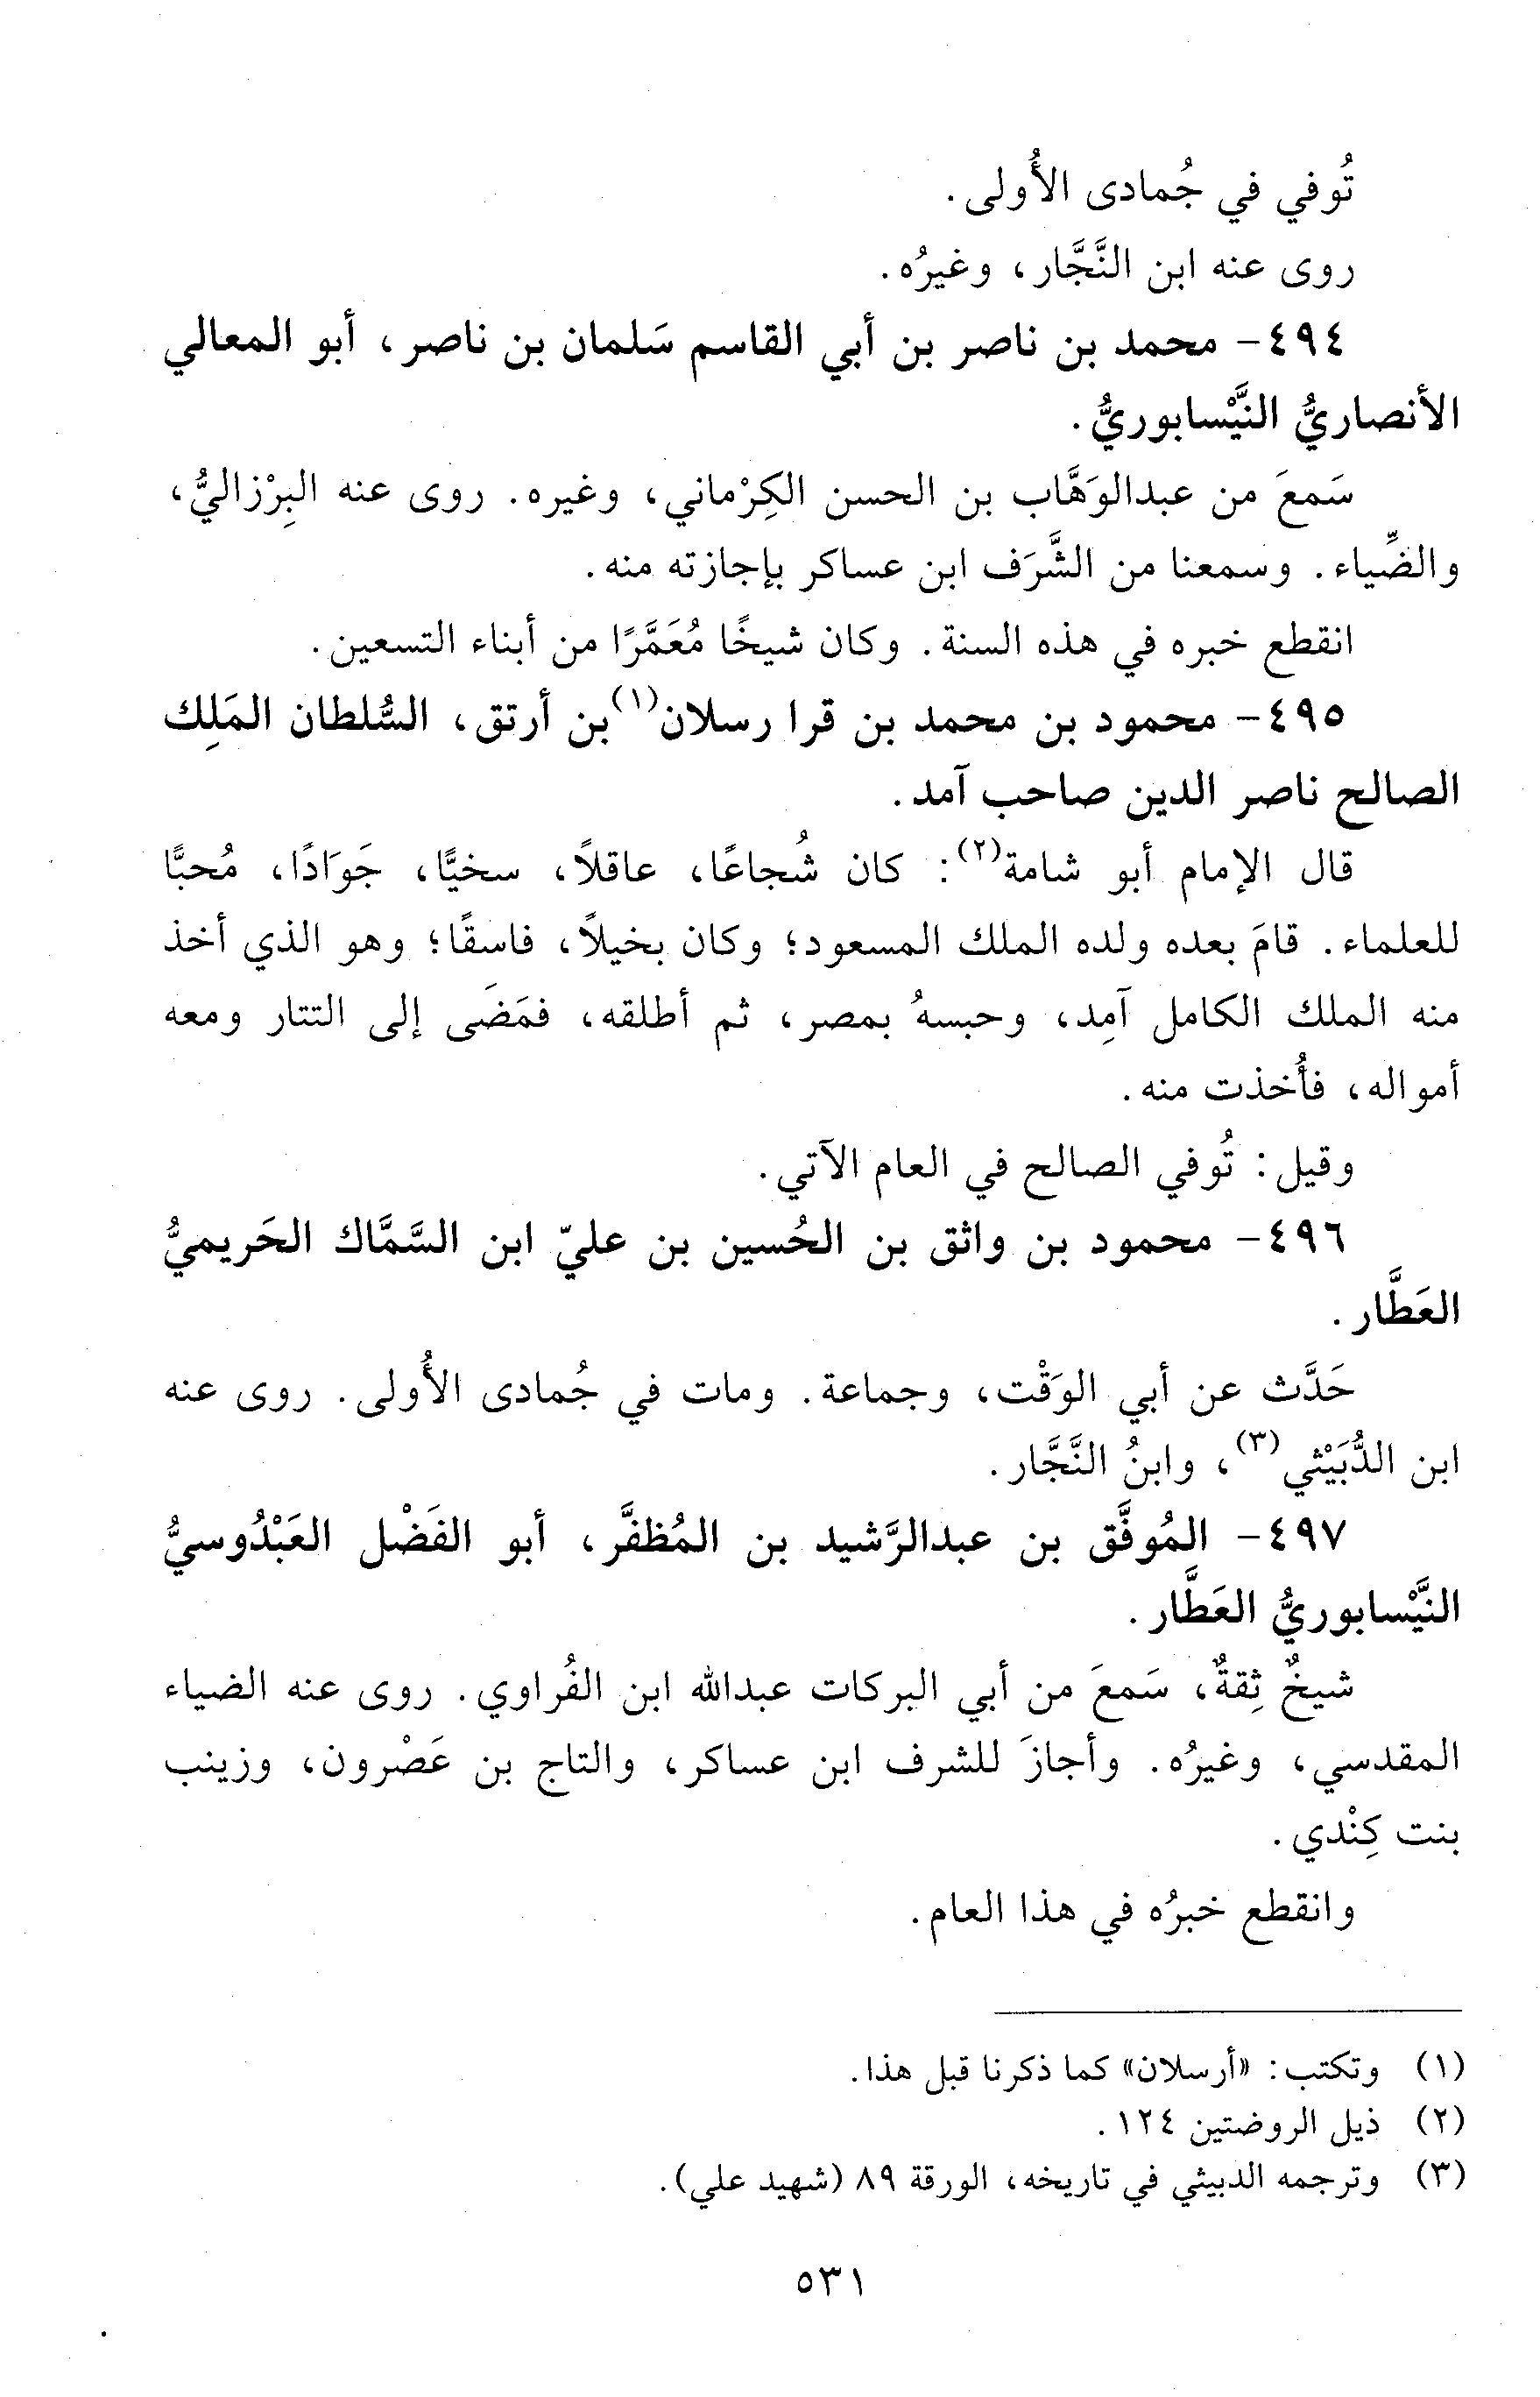 تُوفي في جُمادى الأُولى.
روى عنه ابن النَّجَّار، وغيرُه.
٤٩٤- محمد بن ناصر بن أبي القاسم سَلمان بن ناصر، أبو المعالي
الأنصاريُّ النَّيْسابوريُّ.
سَمعَ من عبدالوَهَّاب بن الحسن الكِرْماني، وغيره. روى عنه البِرْزاليُّ،
والضِّياء. وسمعنا من الشَّرَف ابن عساكر بإجازته منه.
انقطع خبره في هذه السنة. وكان شيخًا مُعَمَّرًا من أبناء التسعين.
٤٩٥- محمود بن محمد بن قرا رسلان(١) بن أرتق، السُّلطان المَلِك
الصالح ناصر الدين صاحب آمد.
قال الإمام أبو شامة(٢): كان شُجاعًا، عاقلاً، سخيًّا، جَوَادًا، مُحبًّا
للعلماء. قامَ بعده ولده الملك المسعود؛ وكان بخيلاً، فاسقًا؛ وهو الذي أخذ
منه الملك الكامل آمِد، وحبسهُ بمصر، ثم أطلقه، فمَضَى إلى التتار ومعه
أمواله، فأُخذت منه.
وقيل: تُوفي الصالح في العام الآتي.
٤٩٦- محمود بن واثق بن الحُسين بن عليّ ابن السَّمَّاك الحَريميُّ
العَطَّار.
حَدَّث عن أبي الوَقْت، وجماعة. ومات في جُمادى الأُولى. روى عنه
ابن الدُّبَيْثي(٣)، وابنُ النَّجَّار.
٤٩٧- المُوفَّق بن عبدالرَّشيد بن المُظفَّر، أبو الفَضْل العَبْدُوسيُّ
النَّيْسابوريُّ العَطَّار.
شيخٌ ثِقةٌ، سَمعَ من أبي البركات عبدالله ابن الفُراوي. روى عنه الضياء
المقدسي، وغيرُه. وأجازَ للشرف ابن عساكر، والتاج بن عَصْرون، وزينب
بنت كِنْدي.
وانقطع خبرُه في هذا العام.
(١) وتكتب: «أرسلان» كما ذكرنا قبل هذا.
(٢) ذيل الروضتين ١٢٤.
(٣) وترجمه الدبيثي في تاريخه، الورقة ٨٩ (شهيد علي).
٥٣١